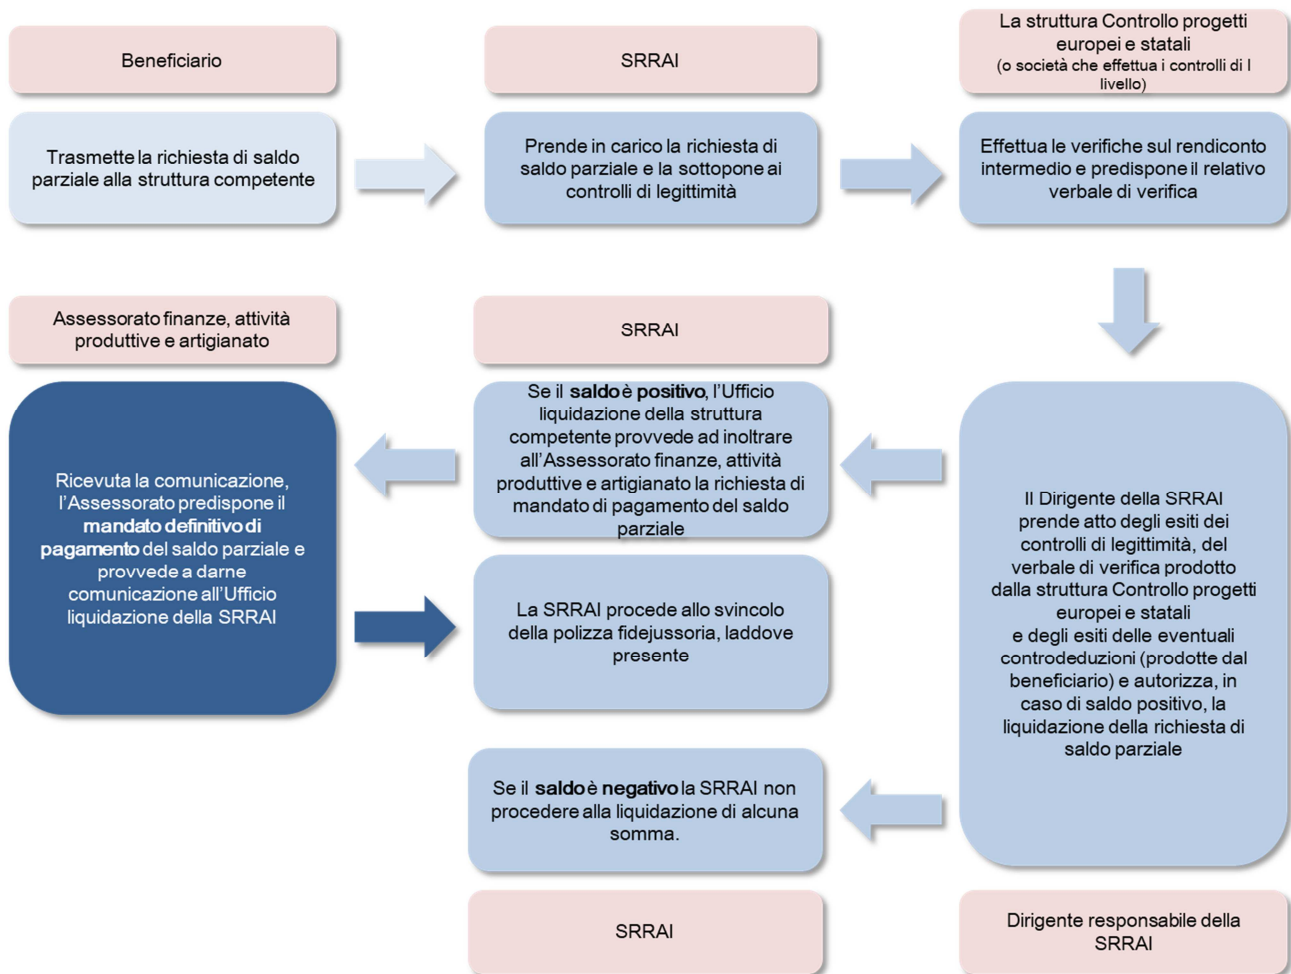 Beneficiario
SRRAI
La struttura Controllo progetti
europei e statali
(o società che effettua i controlli di I
livello)
Trasmette la richiesta di saldo
parziale alla struttura competente
Prende in carico la richiesta di
saldo parziale e la sottopone ai
controlli di legittimità
Effettua le verifiche sul rendiconto
intermedio e predispone il relativo
verbale di verifica
Assessorato finanze, attività
produttive e artigianato
SRRAI
Ricevuta la comunicazione,
l'Assessorato predispone il
mandato definitivo di
pagamento del saldo parziale e
provvede a darne
comunicazione all'Ufficio
liquidazione della SRRAI
Se il saldo è positivo, l'Ufficio
liquidazione della struttura
competente provvede ad inoltrare
all'Assessorato finanze, attività
produttive e artigianato la richiesta di
mandato di pagamento del saldo
parziale
La SRRAI procede allo svincolo
della polizza fidejussoria, laddove
presente
Il Dirigente della SRRAI
prende atto degli esiti dei
controlli di legittimità, del
verbale di verifica prodotto
dalla struttura Controllo progetti
europei e statali
e degli esiti delle eventuali
controdeduzioni (prodotte dal
beneficiario) e autorizza, in
caso di saldo positivo, la
liquidazione della richiesta di
saldo parziale
Se il saldo è negativo la SRRAI non
procedere alla liquidazione di alcuna
somma.
SRRAI
Dirigente responsabile della
SRRAI